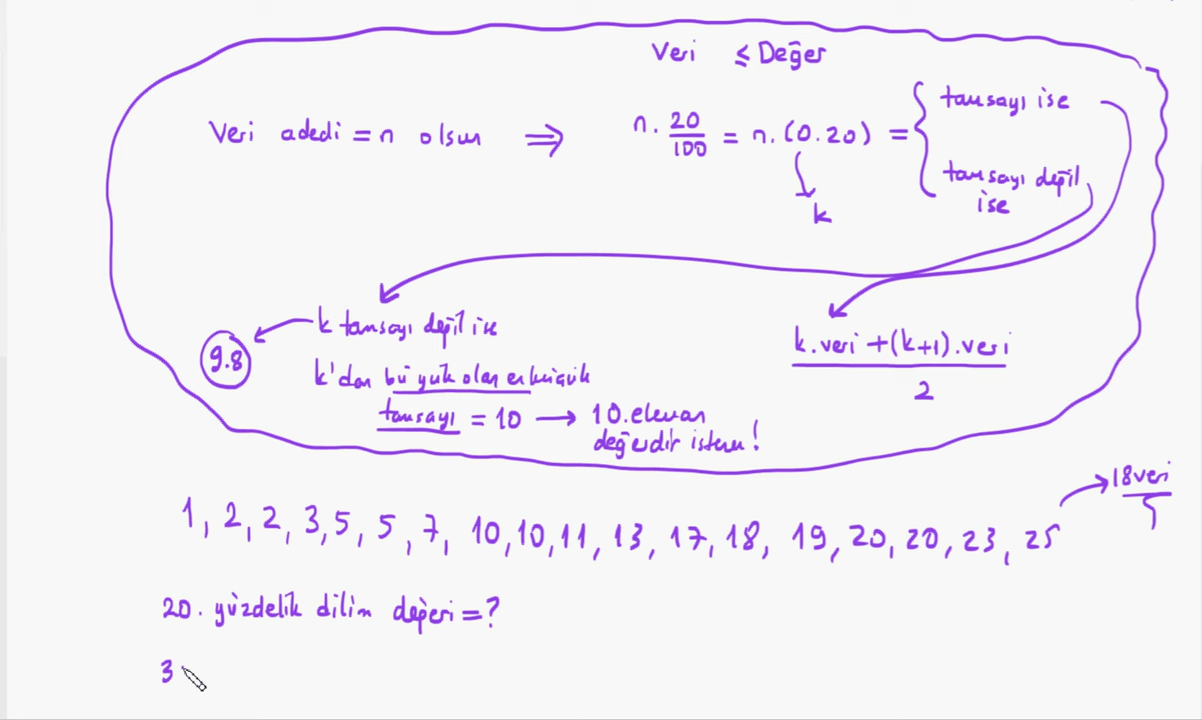 Veri ≤ Değer
Veri adedi = n olsun ⇒ n. 20/100 = n.(0.20) = { tamsayı ise
tamsayı değil ise
k
k tamsayı değil ise
9.8
k'dan büyük olan en küçük
tamsayı = 10 → 10. eleman
değerdir istenen!
k.veri + (k+1).veri
2
18 veri
1, 2, 2, 3, 5, 5, 7, 10, 10, 11, 13, 17, 18, 19, 20, 20, 23, 25
20. yüzdelik dilim değeri = ?
3